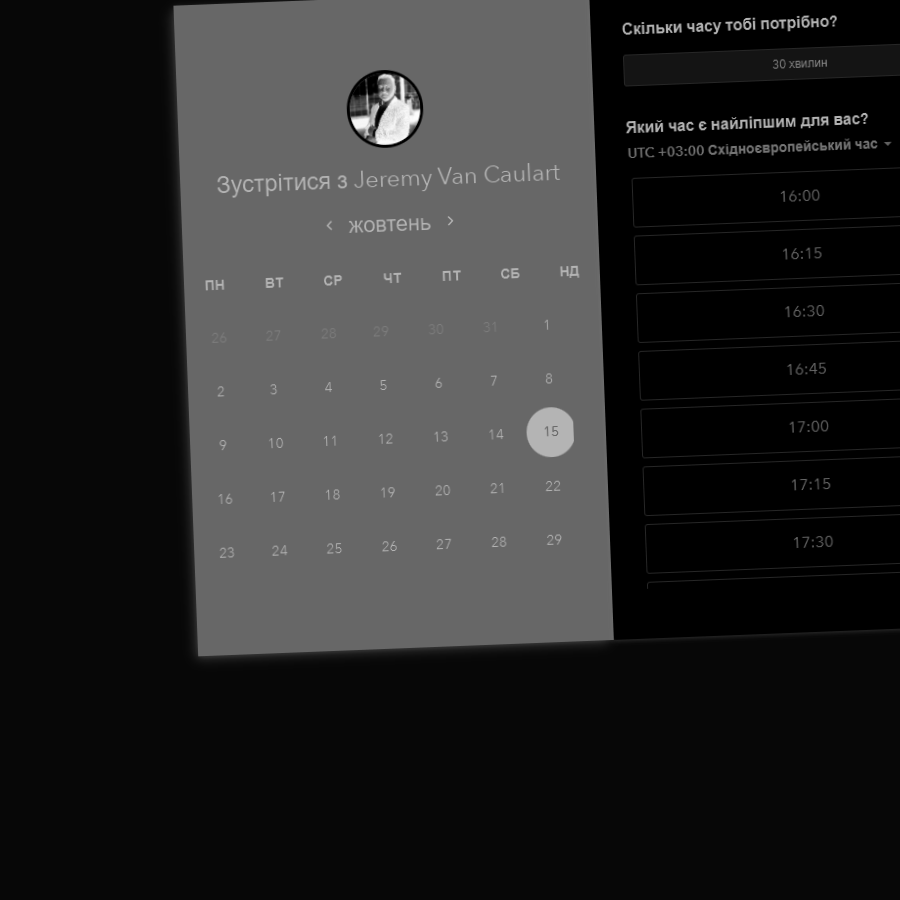 Зустрітися з Jeremy Van Caulart
жовтень
ПН ВТ СР ЧТ ПТ СБ НД
26 27 28 29 30 31 1
2 3 4 5 6 7 8
9 10 11 12 13 14 15
16 17 18 19 20 21 22
23 24 25 26 27 28 29
Скільки часу тобі потрібно?
30 хвилин
Який час є найліпшим для вас?
UTC +03:00 Східноєвропейський час
16:00
16:15
16:30
16:45
17:00
17:15
17:30